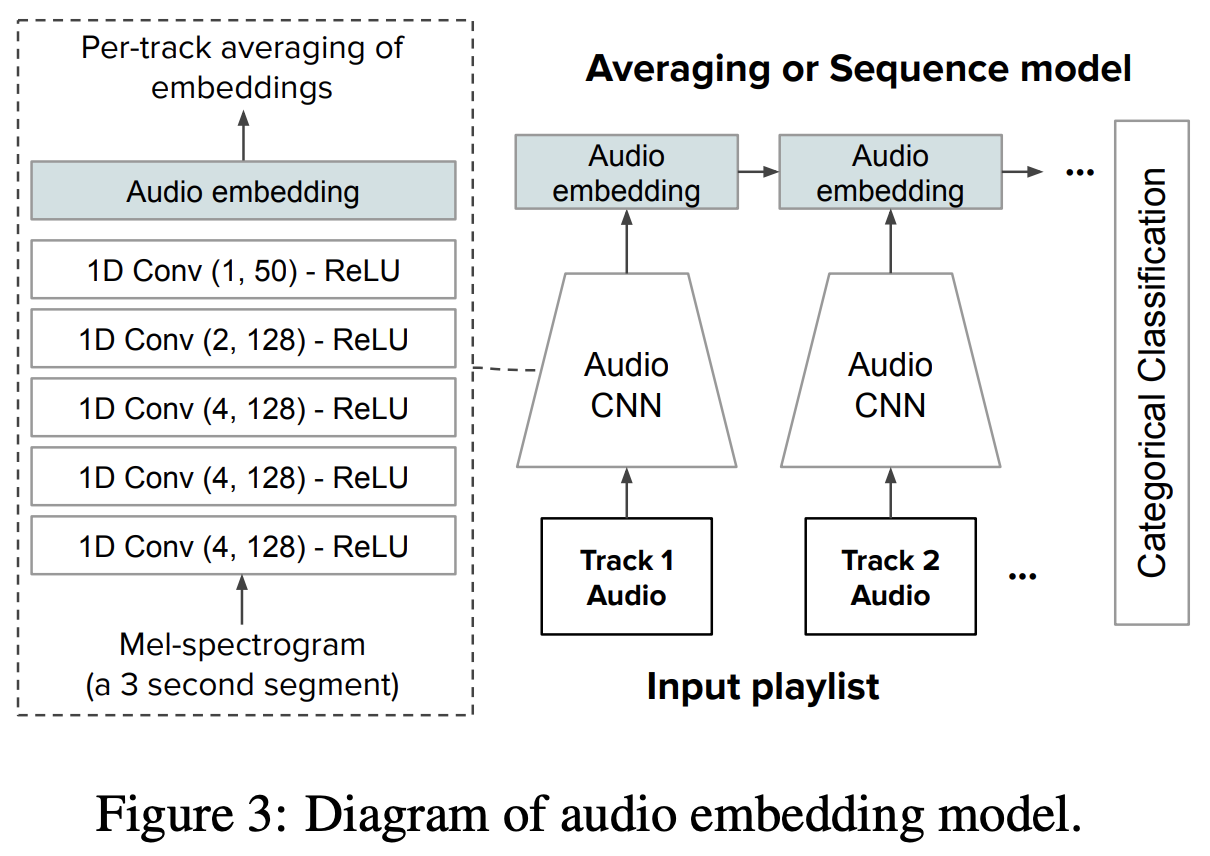 Per-track averaging of
embeddings
Audio embedding
1D Conv (1, 50) - ReLU
1D Conv (2, 128) - ReLU
1D Conv (4, 128) - ReLU
1D Conv (4, 128) - ReLU
1D Conv (4, 128) - ReLU
Mel-spectrogram
(a 3 second segment)
Averaging or Sequence model
Audio
embedding
Audio
embedding
...
Audio
CNN
Audio
CNN
Track 1
Audio
Track 2
Audio
...
Input playlist
Categorical Classification
Figure 3: Diagram of audio embedding model.